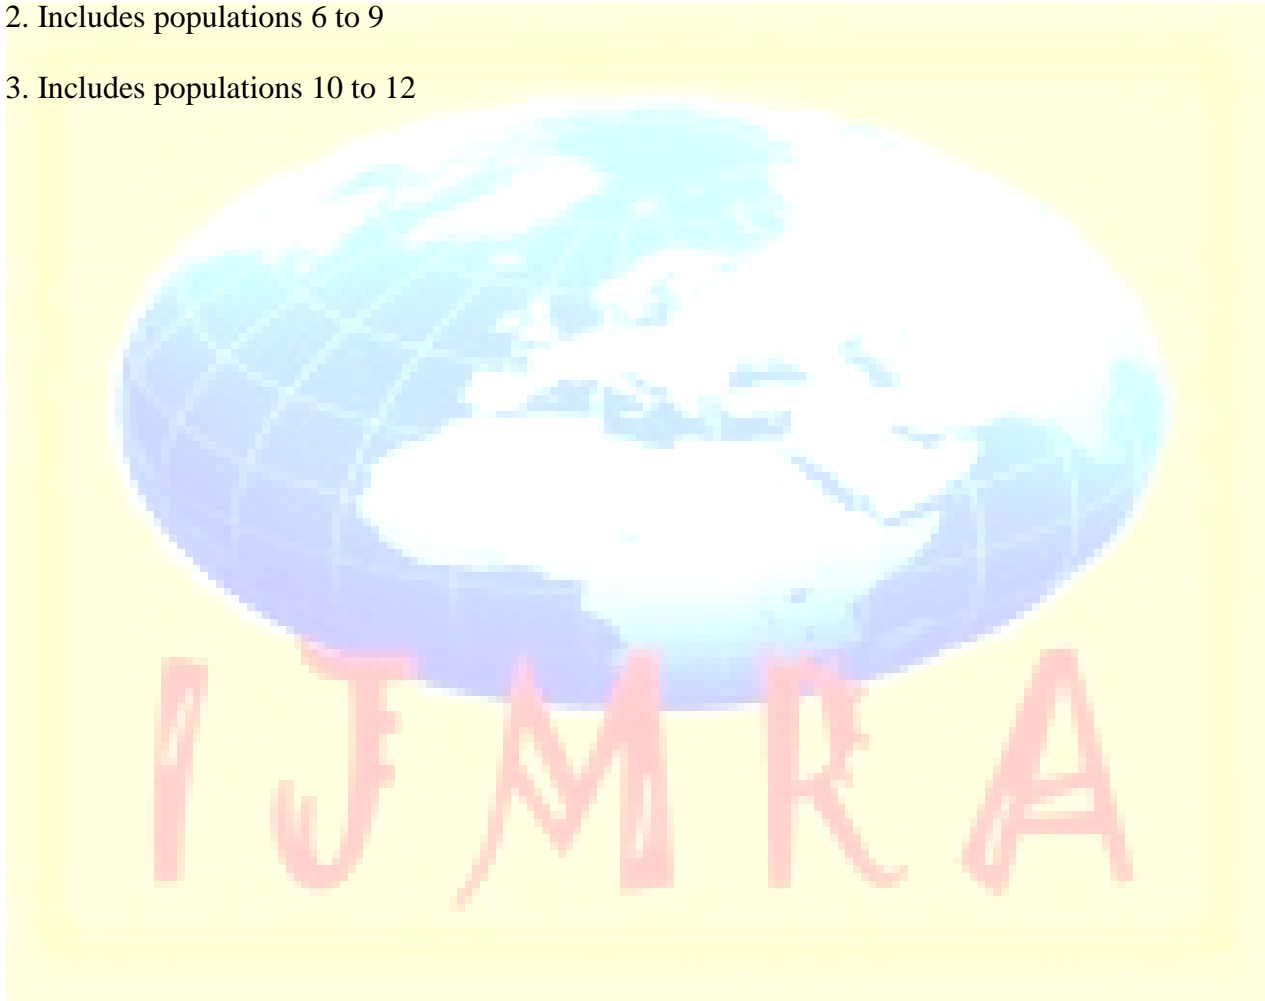 2. Includes populations 6 to 9
3. Includes populations 10 to 12
IJMRA